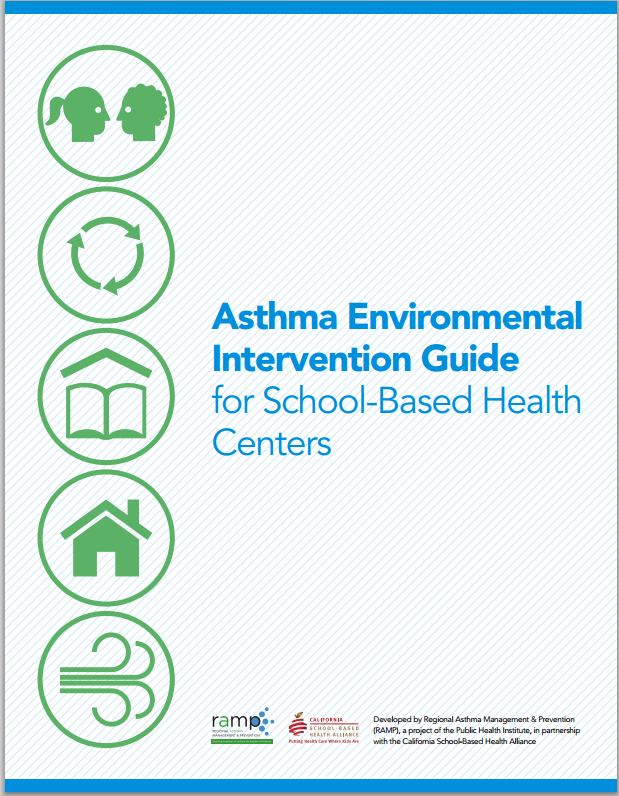 Asthma Environmental
Intervention Guide
for School-Based Health
Centers
ramp
REGIONAL ASTHMA
MANAGEMENT & PREVENTION
CALIFORNIA
SCHOOL-BASED
HEALTH ALLIANCE
Putting Health Care Where Kids Are
Developed by Regional Asthma Management & Prevention
(RAMP), a project of the Public Health Institute, in partnership
with the California School-Based Health Alliance